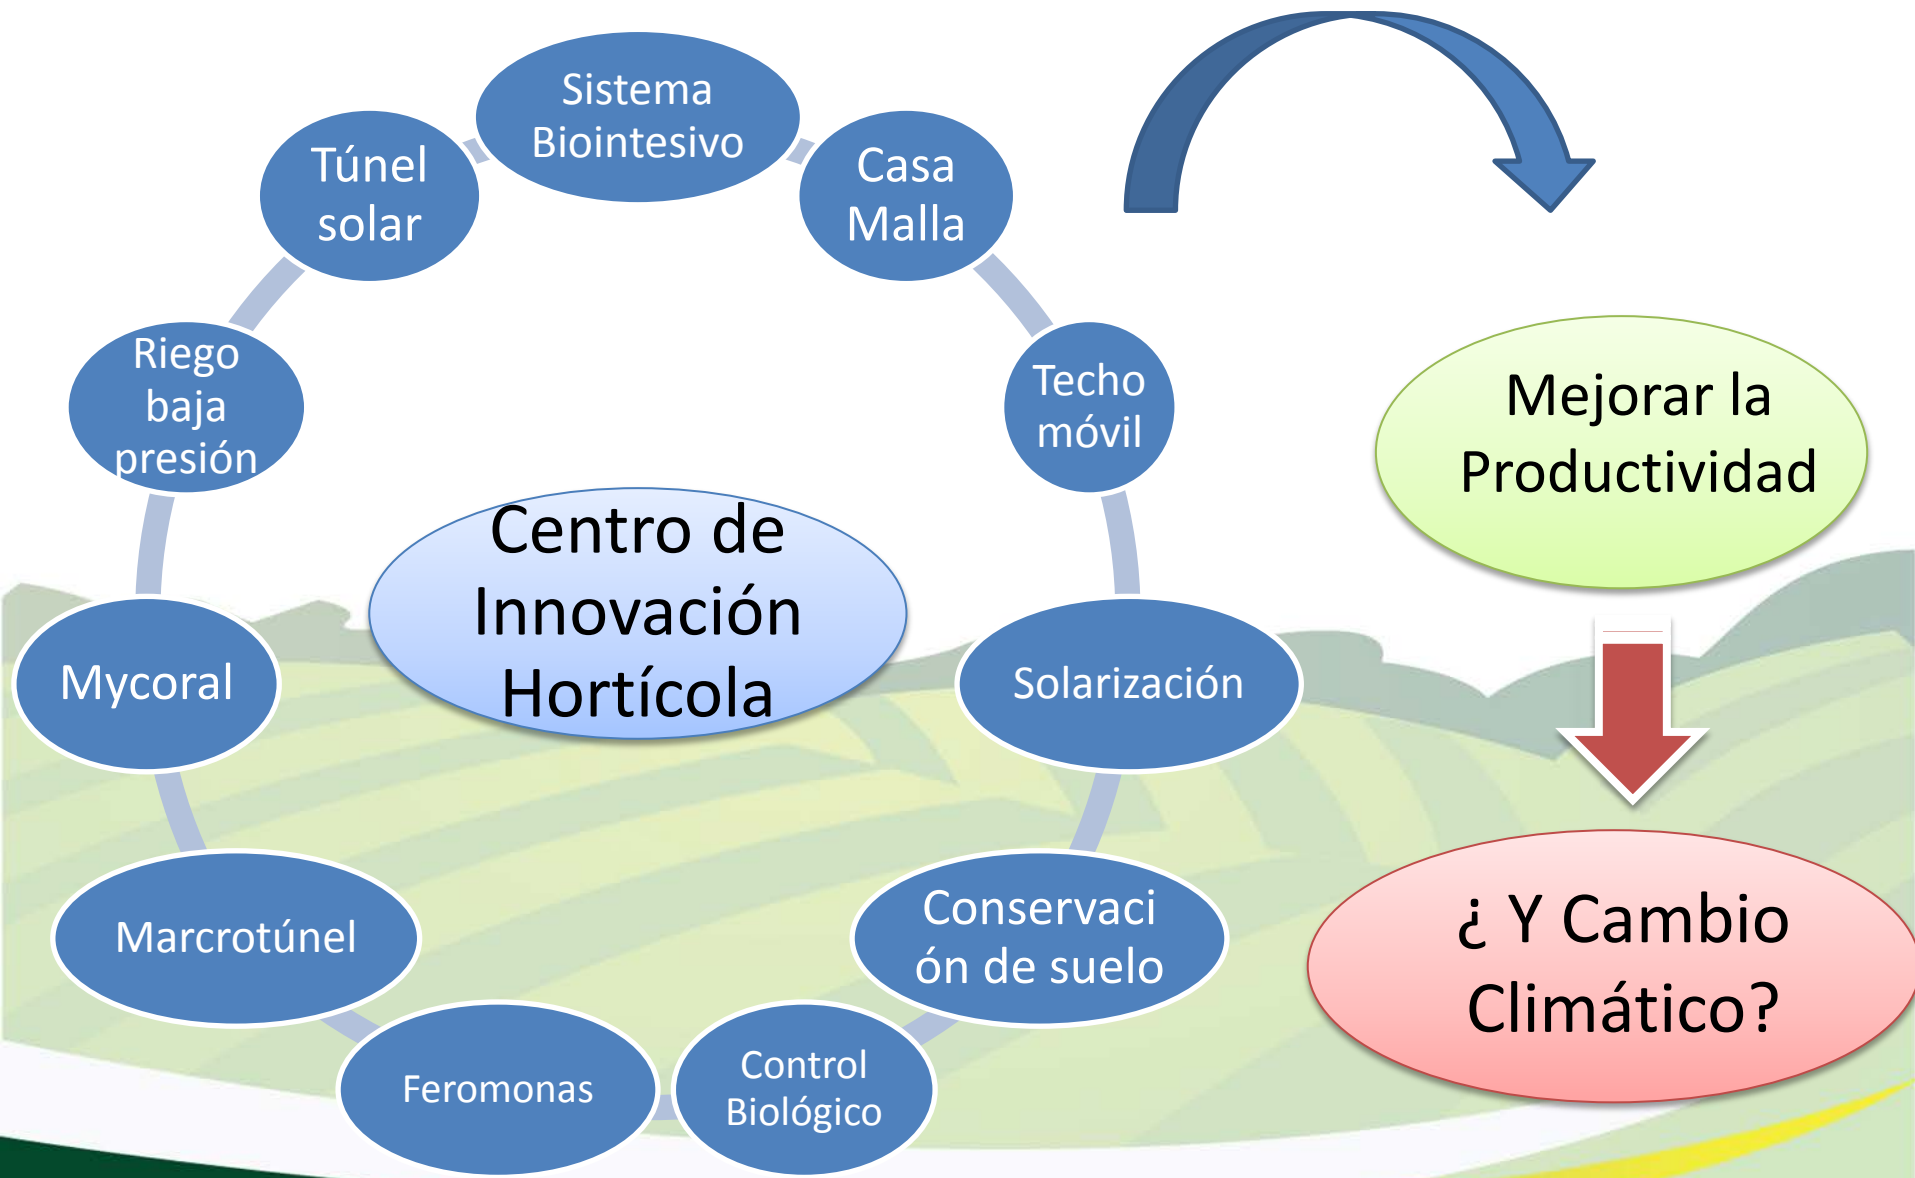 Sistema
Biointesivo
Casa
Malla
Techo
móvil
Solarización
Conservaci
ón de suelo
Control
Biológico
Feromonas
Marcrotúnel
Mycoral
Riego
baja
presión
Túnel
solar
Centro de
Innovación
Hortícola
Mejorar la
Productividad
¿ Y Cambio
Climático?